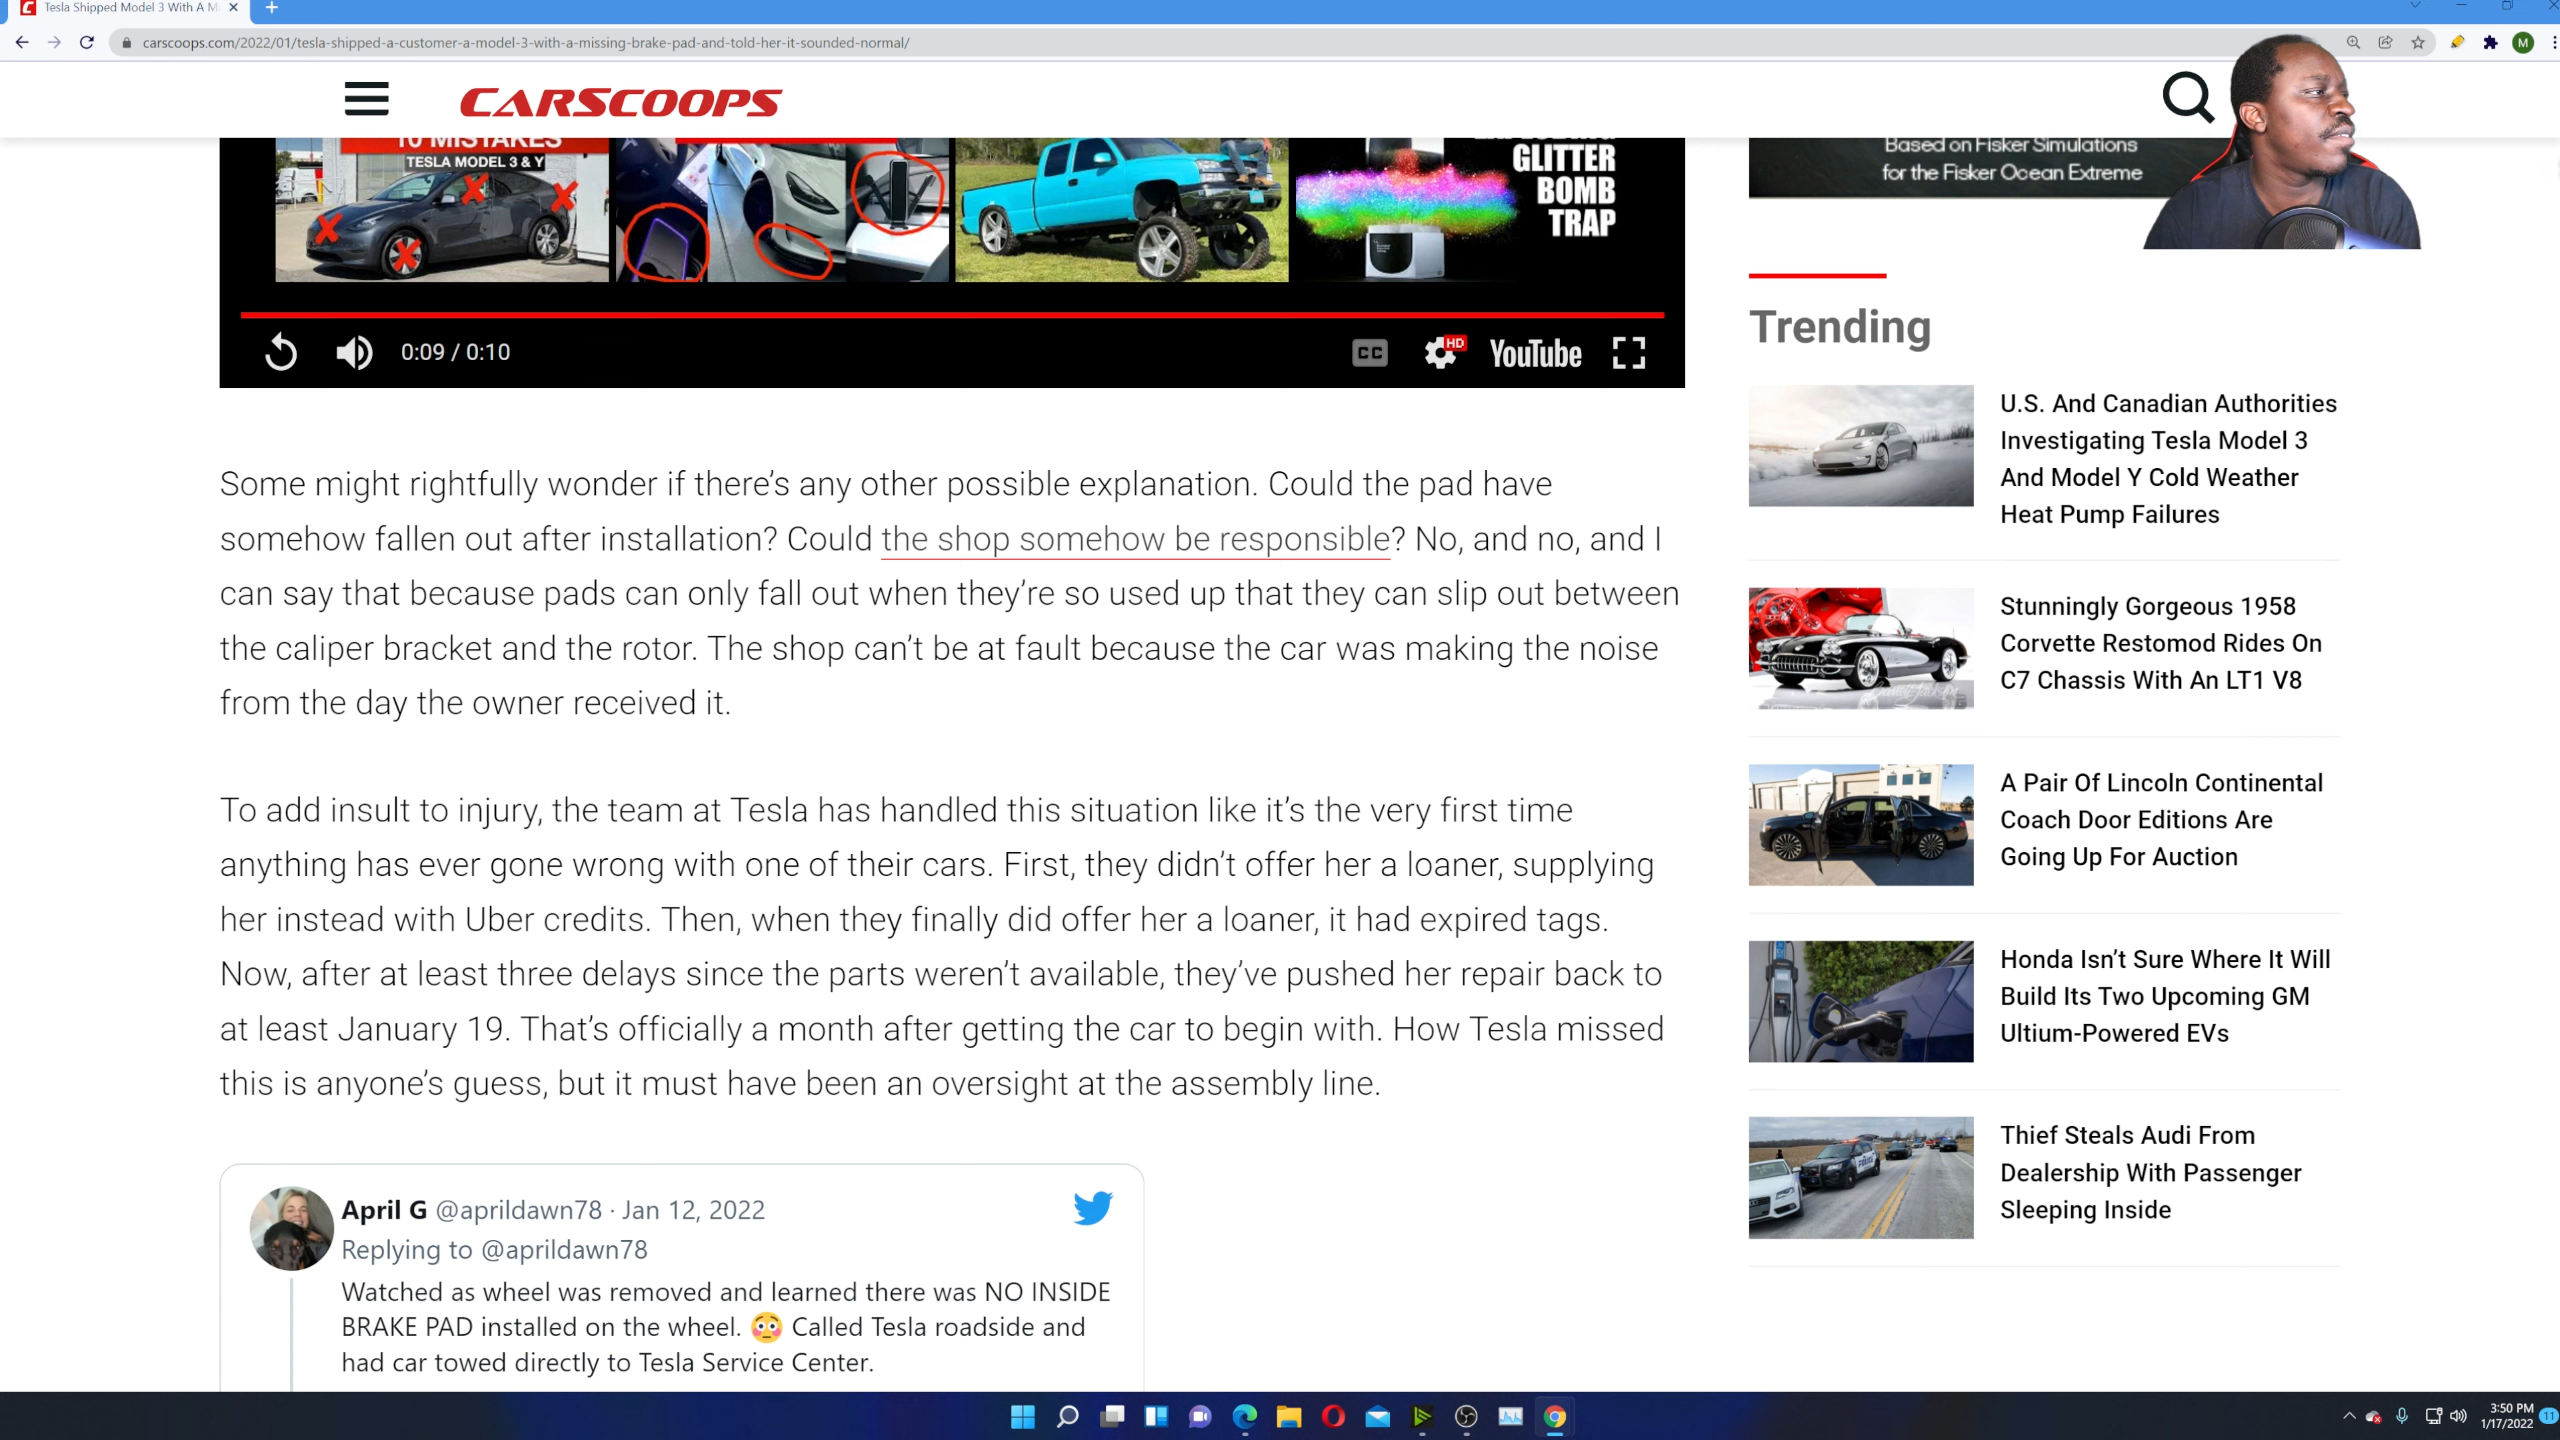 Tesla Shipped Model 3 With A M
carscoops.com/2022/01/tesla-shipped-a-customer-a-model-3-with-a-missing-brake-pad-and-told-her-it-sounded-normal/
M
CARSCOOPS
10 MISTAKES
TESLA MODEL 3 & Y
GLITTER
BOMB
TRAP
0:09 / 0:10
CC
HD
YouTube
Some might rightfully wonder if there’s any other possible explanation. Could the pad have
somehow fallen out after installation? Could the shop somehow be responsible? No, and no, and I
can say that because pads can only fall out when they’re so used up that they can slip out between
the caliper bracket and the rotor. The shop can’t be at fault because the car was making the noise
from the day the owner received it.
To add insult to injury, the team at Tesla has handled this situation like it’s the very first time
anything has ever gone wrong with one of their cars. First, they didn’t offer her a loaner, supplying
her instead with Uber credits. Then, when they finally did offer her a loaner, it had expired tags.
Now, after at least three delays since the parts weren’t available, they’ve pushed her repair back to
at least January 19. That’s officially a month after getting the car to begin with. How Tesla missed
this is anyone’s guess, but it must have been an oversight at the assembly line.
April G @aprildawn78 · Jan 12, 2022
Replying to @aprildawn78
Watched as wheel was removed and learned there was NO INSIDE
BRAKE PAD installed on the wheel. 😳 Called Tesla roadside and
had car towed directly to Tesla Service Center.
Based on Fisker Simulations
for the Fisker Ocean Extreme
Trending
U.S. And Canadian Authorities
Investigating Tesla Model 3
And Model Y Cold Weather
Heat Pump Failures
Stunningly Gorgeous 1958
Corvette Restomod Rides On
C7 Chassis With An LT1 V8
A Pair Of Lincoln Continental
Coach Door Editions Are
Going Up For Auction
Honda Isn’t Sure Where It Will
Build Its Two Upcoming GM
Ultium-Powered EVs
Thief Steals Audi From
Dealership With Passenger
Sleeping Inside
3:50 PM
1/17/2022
11